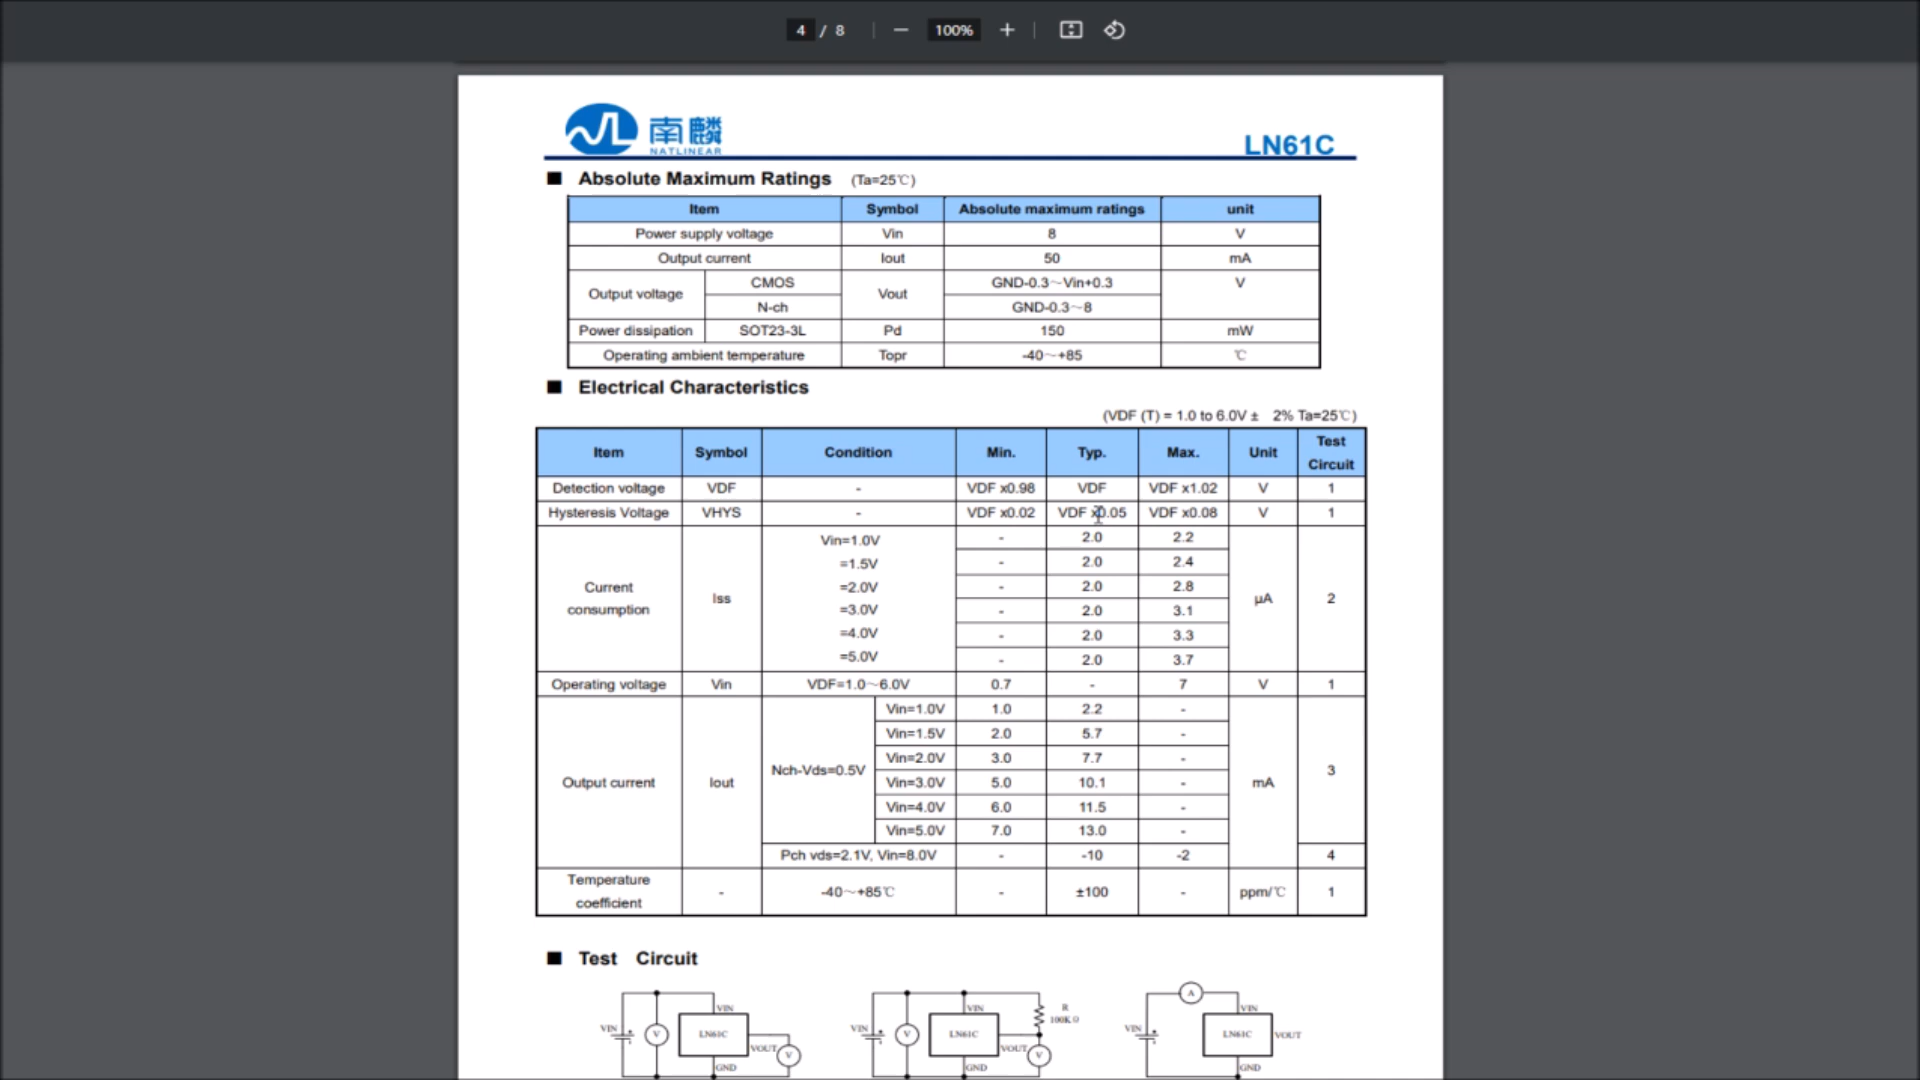 4 / 8 100%
南麟
NATLINEAR
LN61C
■ Absolute Maximum Ratings (Ta=25℃)
Item Symbol Absolute maximum ratings unit
Power supply voltage Vin 8 V
Output current Iout 50 mA
Output voltage CMOS Vout GND-0.3～Vin+0.3 V
N-ch GND-0.3～8
Power dissipation SOT23-3L Pd 150 mW
Operating ambient temperature Topr -40～+85 ℃
■ Electrical Characteristics
(VDF (T) = 1.0 to 6.0V ± 2% Ta=25℃)
Item Symbol Condition Min. Typ. Max. Unit Test Circuit
Detection voltage VDF - VDF x0.98 VDF VDF x1.02 V 1
Hysteresis Voltage VHYS - VDF x0.02 VDF x0.05 VDF x0.08 V 1
Current consumption Iss Vin=1.0V - 2.0 2.2 μA 2
=1.5V - 2.0 2.4
=2.0V - 2.0 2.8
=3.0V - 2.0 3.1
=4.0V - 2.0 3.3
=5.0V - 2.0 3.7
Operating voltage Vin VDF=1.0～6.0V 0.7 - 7 V 1
Output current Iout Nch-Vds=0.5V Vin=1.0V 1.0 2.2 - mA 3
Vin=1.5V 2.0 5.7 -
Vin=2.0V 3.0 7.7 -
Vin=3.0V 5.0 10.1 -
Vin=4.0V 6.0 11.5 -
Vin=5.0V 7.0 13.0 -
Pch vds=2.1V, Vin=8.0V - -10 -2 4
Temperature coefficient - -40～+85℃ - ±100 - ppm/℃ 1
■ Test Circuit
VIN V VIN LN61C VOUT V GND
VIN V VIN LN61C VOUT R 100KΩ V GND
VIN A VIN LN61C VOUT GND